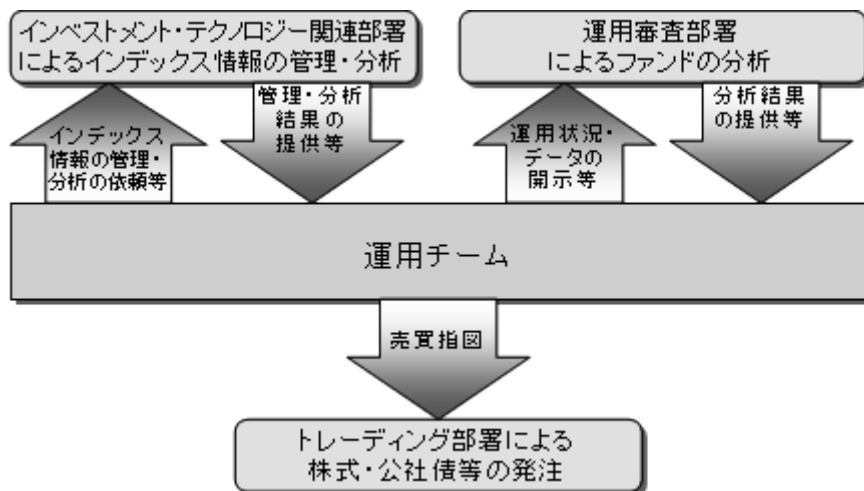 インベストメント・テクノロジー関連部署
によるインデックス情報の管理・分析
運用審査部署
によるファンドの分析
インデックス
情報の管理・
分析の依頼等
管理・分析
結果の
提供等
運用状況・
データの
開示等
分析結果
の提供等
運用チーム
売買指図
トレーディング部署による
株式・公社債等の発注